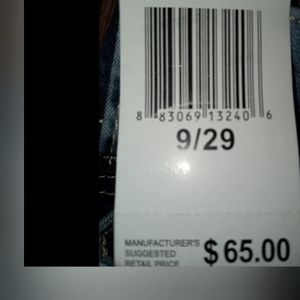 8 83069 13240 6
9/29
MANUFACTURER'S
SUGGESTED
RETAIL PRICE
$65.00